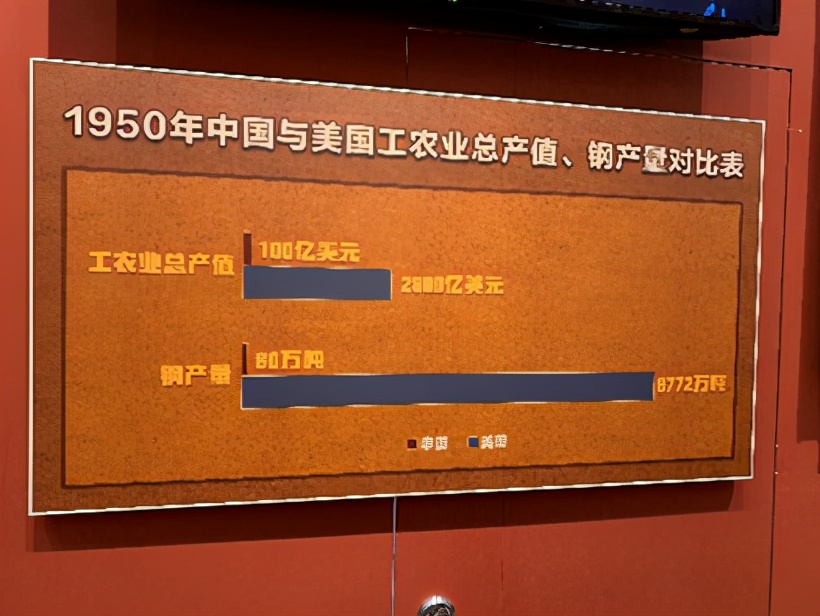 1950年中国与美国工农业总产值、钢产量对比表
工农业总产值
100亿美元
2800亿美元
钢产量
60万吨
8772万吨
中国 美国